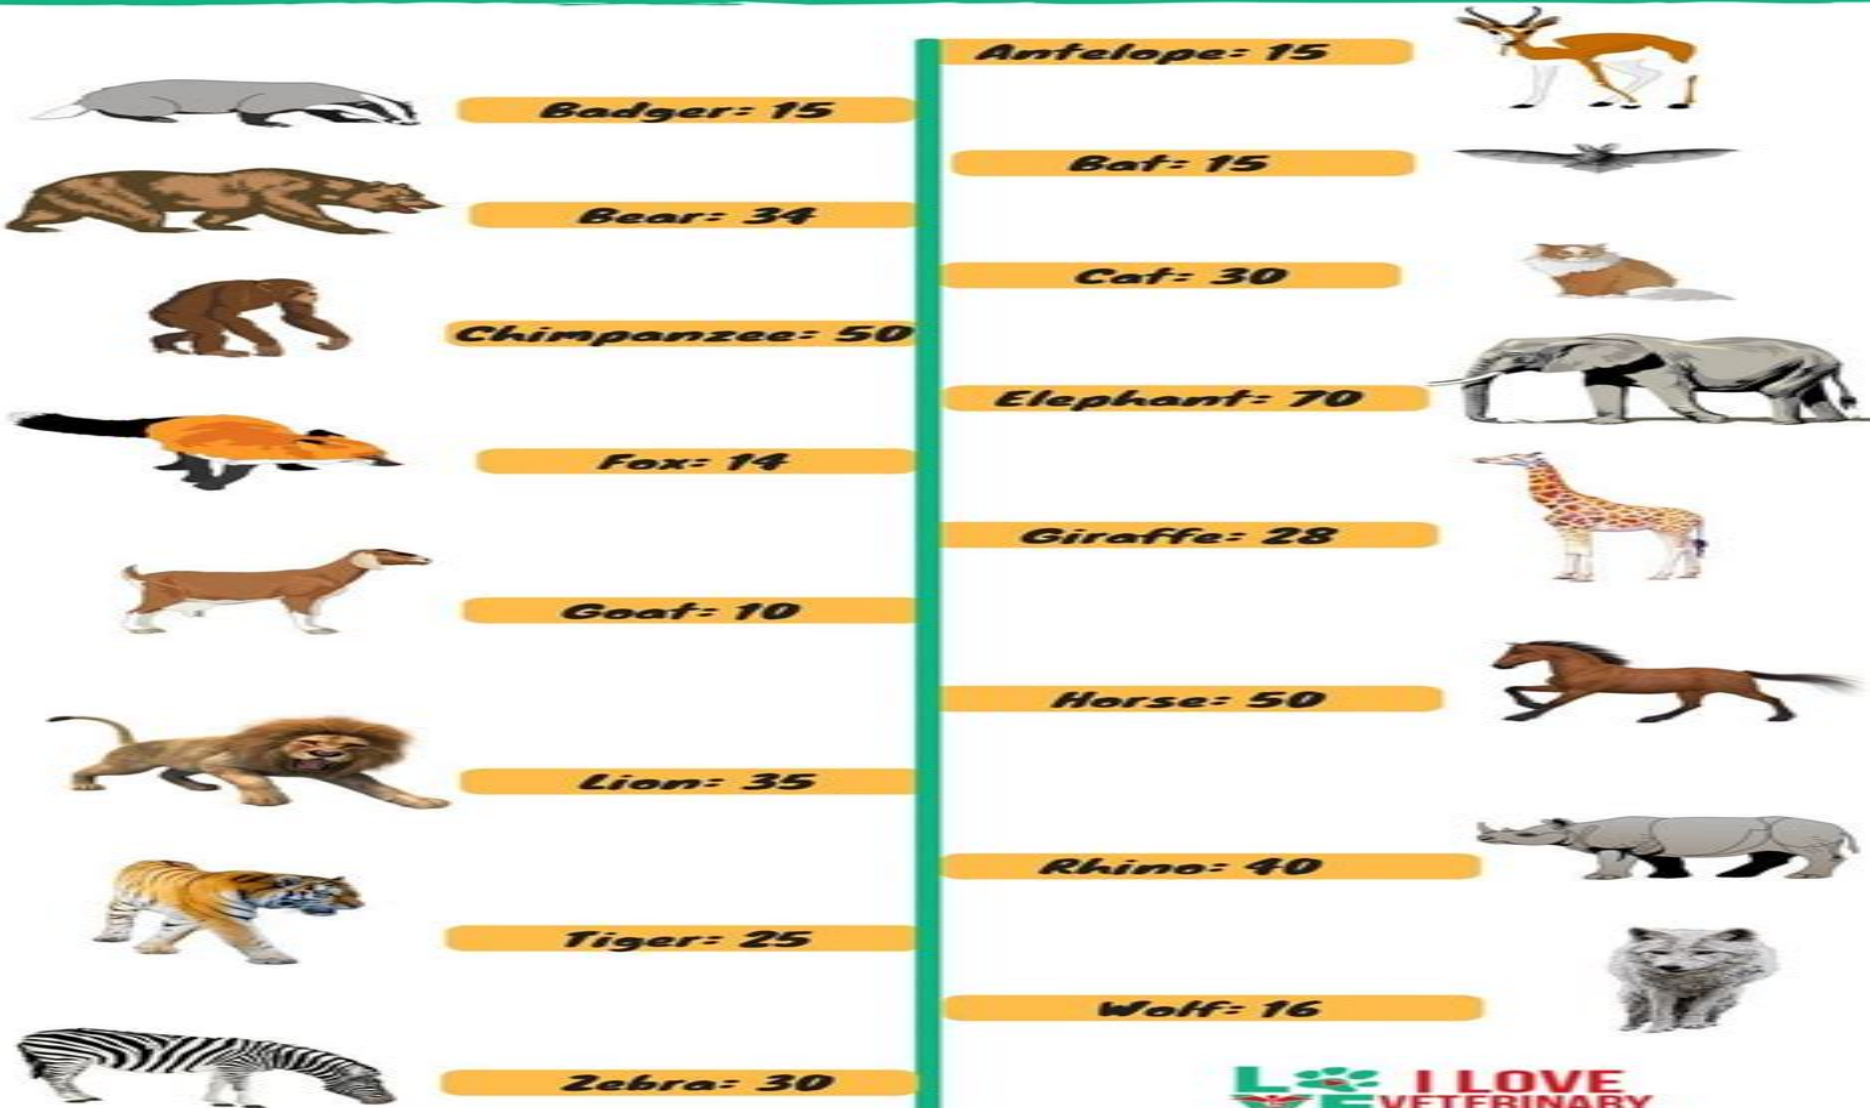 Antelope: 15
Badger: 15
Bat: 15
Bear: 34
Cat: 30
Chimpanzee: 50
Elephant: 70
Fox: 14
Giraffe: 28
Goat: 10
Horse: 50
Lion: 35
Rhino: 40
Tiger: 25
Wolf: 16
Zebra: 30
I LOVE
VETERINARY